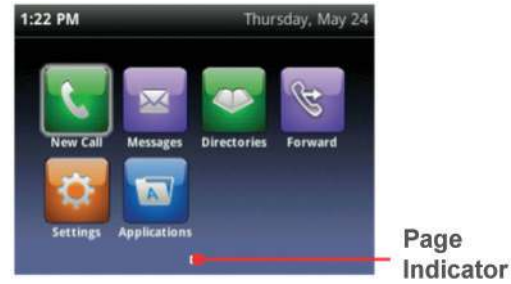 1:22 PM Thursday, May 24
New Call Messages Directories Forward
Settings Applications
Page
Indicator